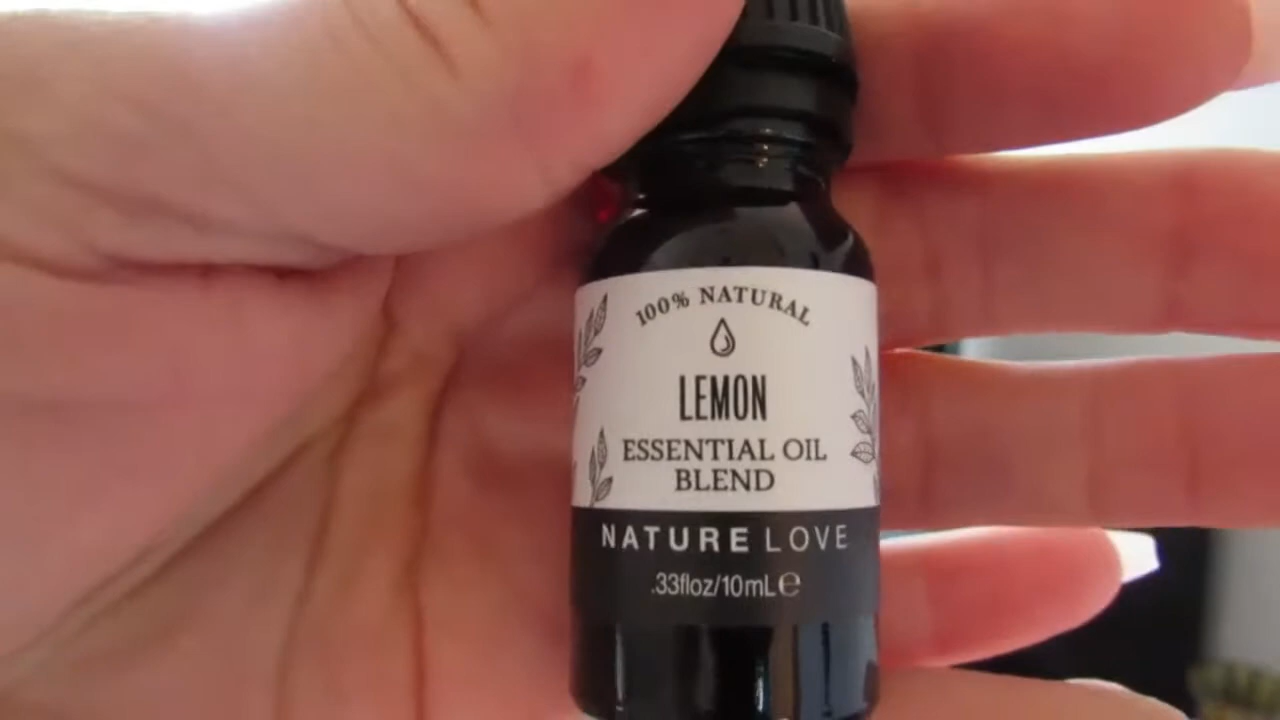 100% NATURAL
LEMON
ESSENTIAL OIL
BLEND
NATURE LOVE
.33floz/10mL℮